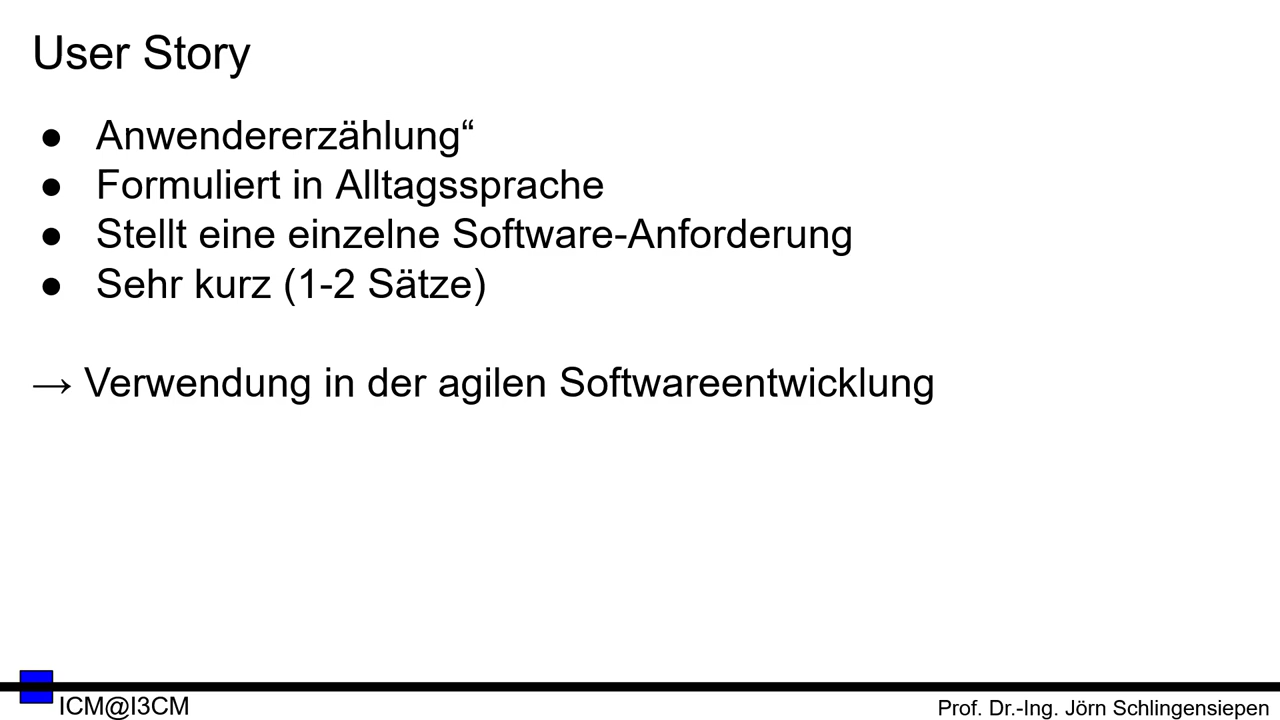 User Story
● Anwendererzählung“
● Formuliert in Alltagssprache
● Stellt eine einzelne Software-Anforderung
● Sehr kurz (1-2 Sätze)
→ Verwendung in der agilen Softwareentwicklung
ICM@I3CM
Prof. Dr.-Ing. Jörn Schlingensiepen